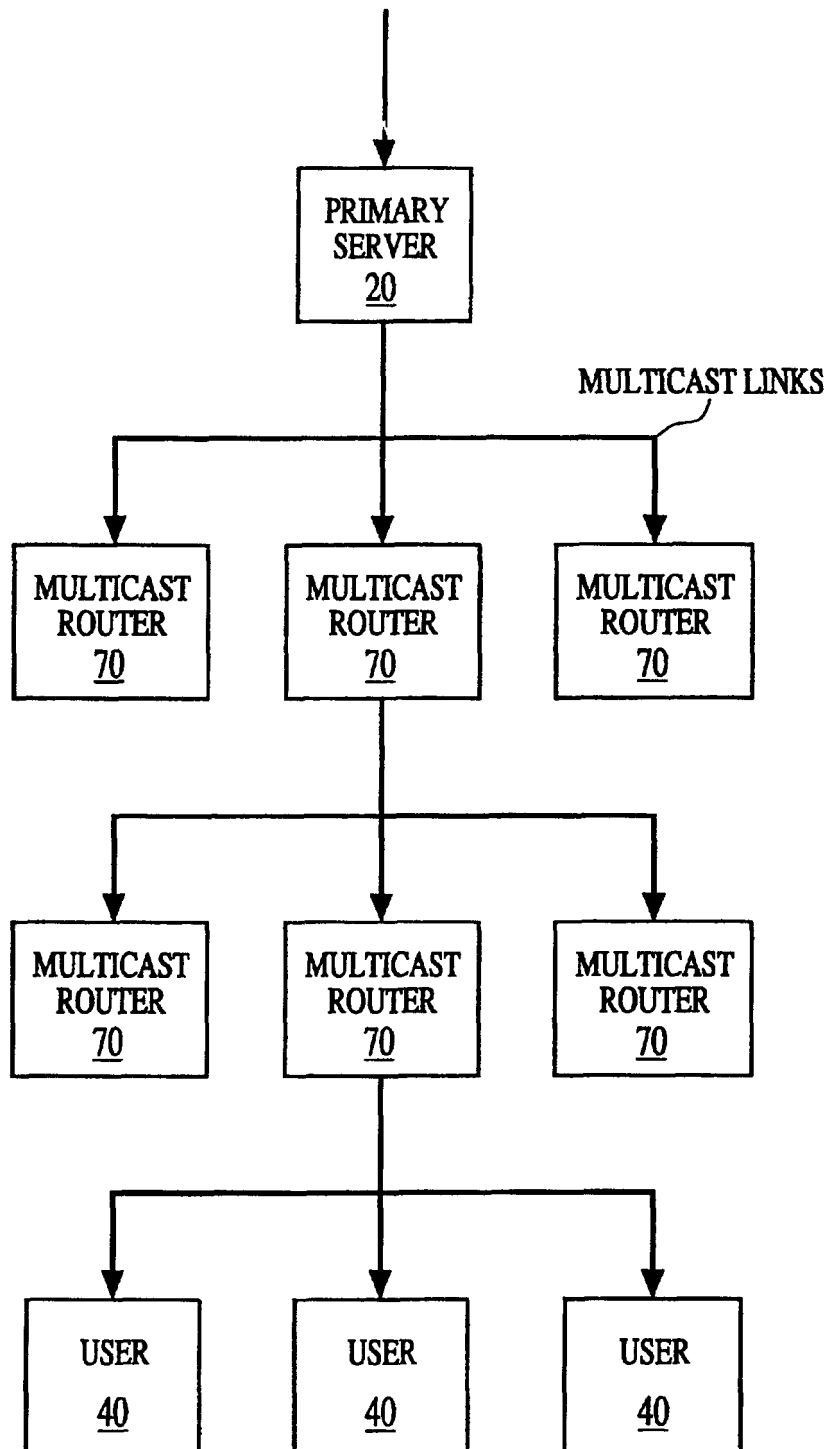 PRIMARY
SERVER
20
MULTICAST LINKS
MULTICAST
ROUTER
70
MULTICAST
ROUTER
70
MULTICAST
ROUTER
70
MULTICAST
ROUTER
70
MULTICAST
ROUTER
70
MULTICAST
ROUTER
70
USER
40
USER
40
USER
40